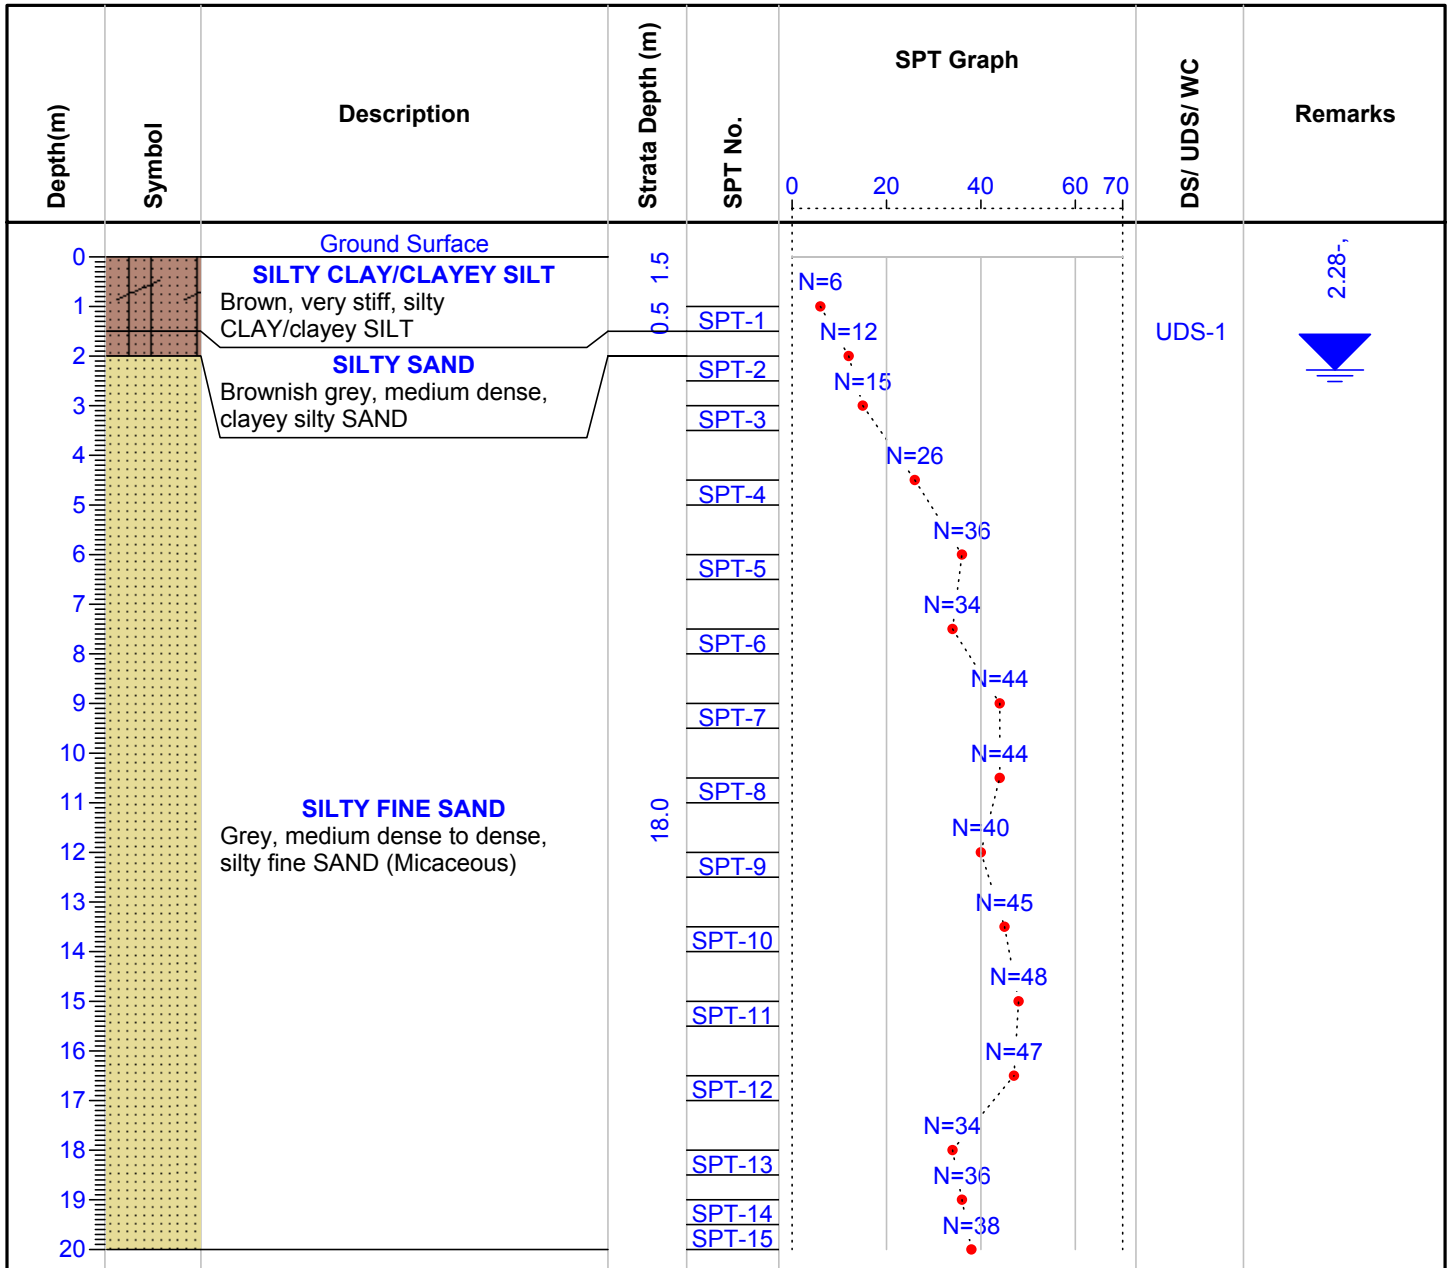 Depth(m)
Symbol
Description
Strata Depth (m)
SPT No.
SPT Graph
0 20 40 60 70
DS/ UDS/ WC
Remarks
0
1
2
3
4
5
6
7
8
9
10
11
12
13
14
15
16
17
18
19
20
Ground Surface
SILTY CLAY/CLAYEY SILT
Brown, very stiff, silty
CLAY/clayey SILT
SILTY SAND
Brownish grey, medium dense,
clayey silty SAND
SILTY FINE SAND
Grey, medium dense to dense,
silty fine SAND (Micaceous)
1.5
0.5
18.0
SPT-1
SPT-2
SPT-3
SPT-4
SPT-5
SPT-6
SPT-7
SPT-8
SPT-9
SPT-10
SPT-11
SPT-12
SPT-13
SPT-14
SPT-15
N=6
N=12
N=15
N=26
N=36
N=34
N=44
N=44
N=40
N=45
N=48
N=47
N=34
N=36
N=38
UDS-1
2.28-,